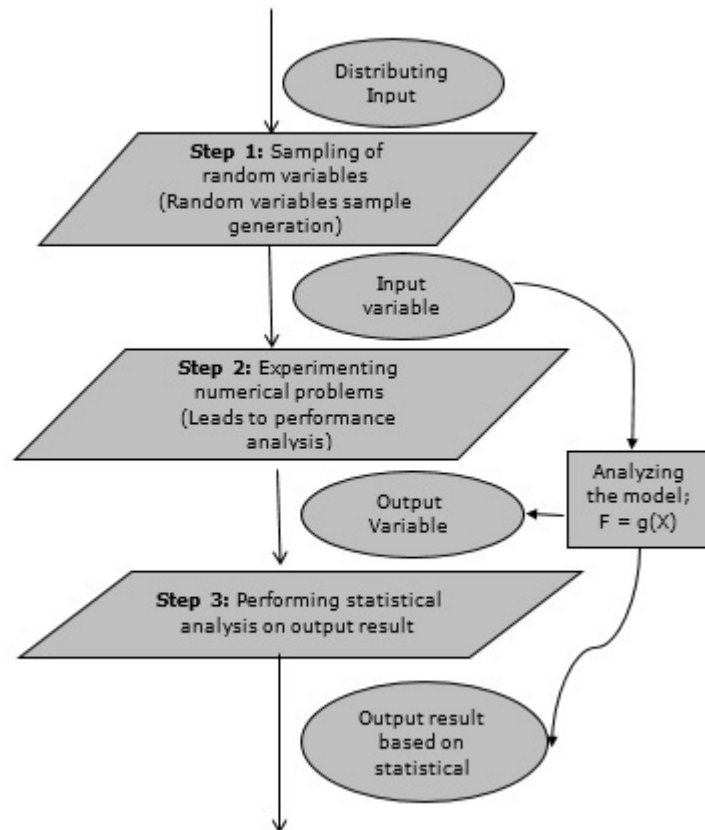 Distributing
Input
Step 1: Sampling of
random variables
(Random variables sample
generation)
Input
variable
Step 2: Experimenting
numerical problems
(Leads to performance
analysis)
Analyzing
the model;
F = g(X)
Output
Variable
Step 3: Performing statistical
analysis on output result
Output result
based on
statistical